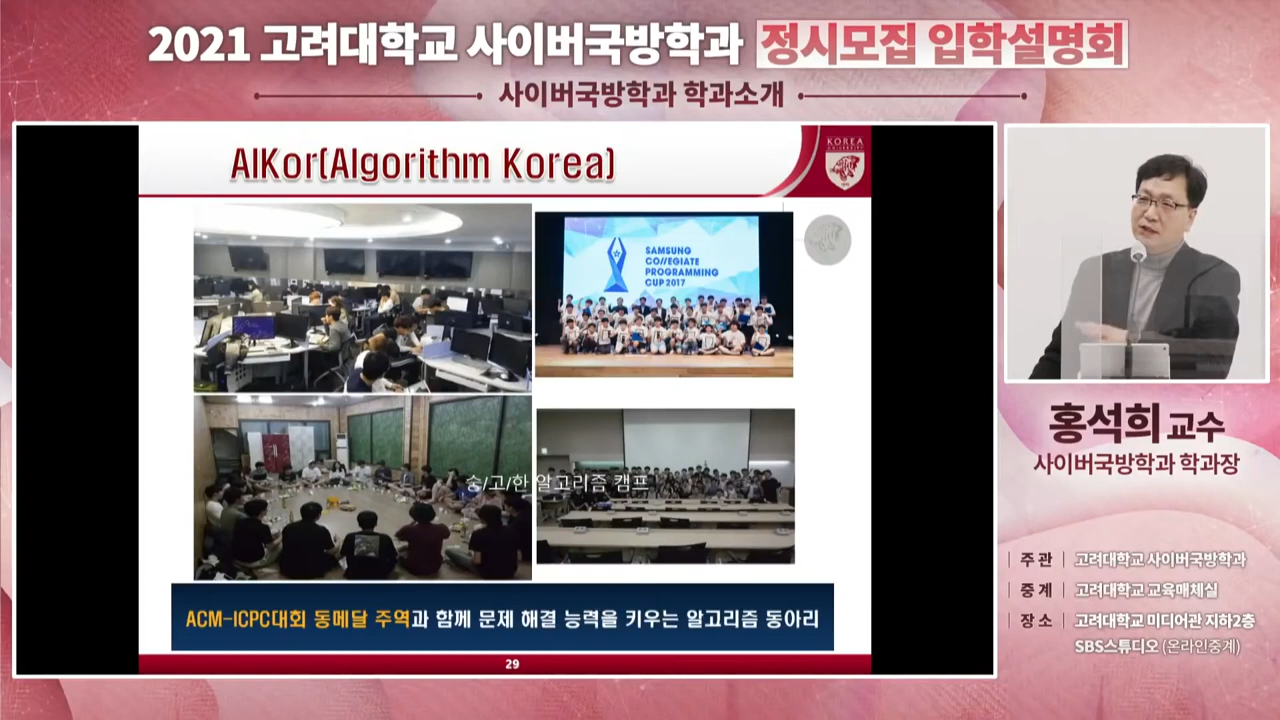 2021 고려대학교 사이버국방학과 정시모집 입학설명회
사이버국방학과 학과소개
AlKor(Algorithm Korea)
KOREA
UNIVERSITY
SAMSUNG
CO//EGIATE
PROGRAMMING
CUP 2017
숭/고/한 알고리즘 캠프
ACM-ICPC대회 동메달 주역과 함께 문제 해결 능력을 키우는 알고리즘 동아리
29
홍석희 교수
사이버국방학과 학과장
주 관 | 고려대학교 사이버국방학과
중 계 | 고려대학교 교육매체실
장 소 | 고려대학교 미디어관 지하2층
SBS스튜디오 (온라인중계)